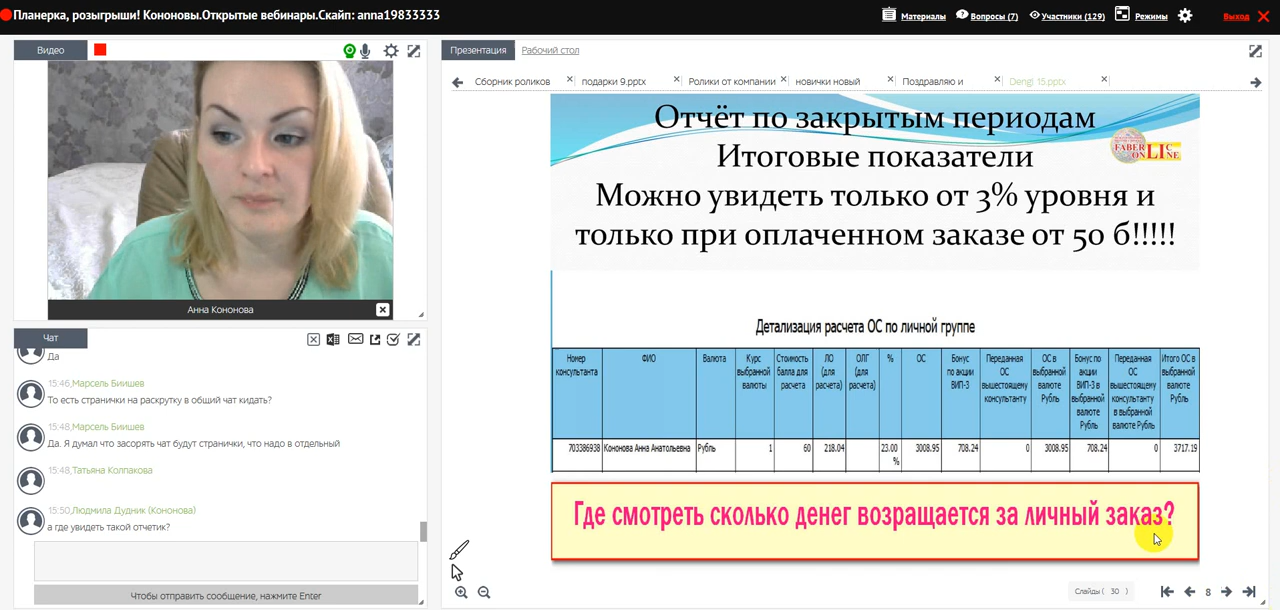 Планерка, розыгрыши! Кононовы.Открытые вебинары.Скайп: anna19833333
Материалы
Вопросы (7)
Участники (129)
Режимы
Выход
Видео
Анна Кононова
Чат
Да
15:46,Марсель Биишев
То есть странички на раскрутку в общий чат кидать?
15:48,Марсель Биишев
Да. Я думал что засорять чат будут странички, что надо в отдельный
15:48,Татьяна Колпакова
15:50,Людмила Дудник (Кононова)
а где увидеть такой отчетик?
Чтобы отправить сообщение, нажмите Enter
Презентация
Рабочий стол
Сборник роликов
подарки 9.pptx
Ролики от компании
новички новый
Поздравляю и
Dengi 15.pptx
Отчёт по закрытым периодам
Итоговые показатели
Можно увидеть только от 3% уровня и
только при оплаченном заказе от 50 б!!!!!
FABERLIC
ONLINE
Детализация расчета ОС по личной группе
Номер консультанта
ФИО
Валюта
Курс выбранной валюты
Стоимость балла для расчета
ЛО (для расчета)
ОЛГ (для расчета)
%
ОС
Бонус по акции ВИП-3
Переданная ОС вышестоящему консультанту
ОС в выбранной валюте Рубль
Бонус по акции ВИП-3 в выбранной валюте Рубль
Переданная ОС вышестоящему консультанту в выбранной валюте Рубль
Итого ОС в выбранной валюте Рубль
703386938 Кононова Анна Анатольевна Рубль 1 60 218.04 23.00 % 3008.95 708.24 0 3008.95 708.24 0 3717.19
Где смотреть сколько денег возращается за личный заказ?
Слайды ( 30 )
8